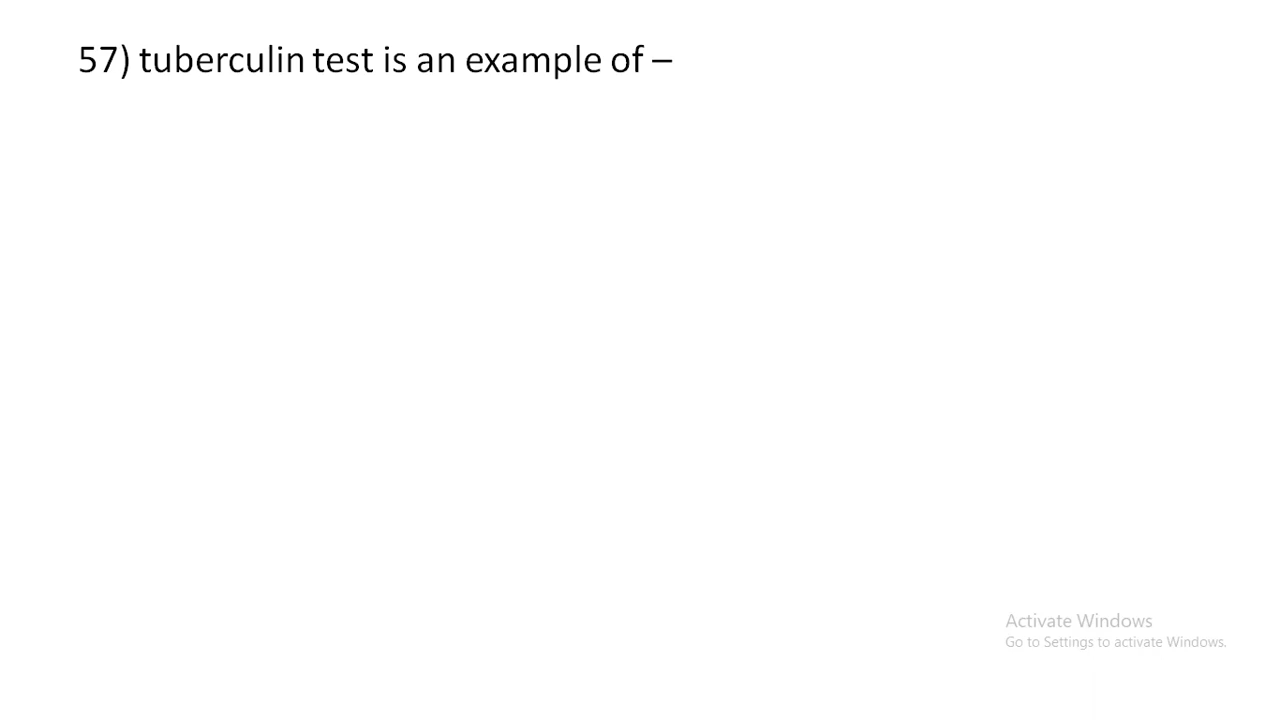 57) tuberculin test is an example of –
Activate Windows
Go to Settings to activate Windows.